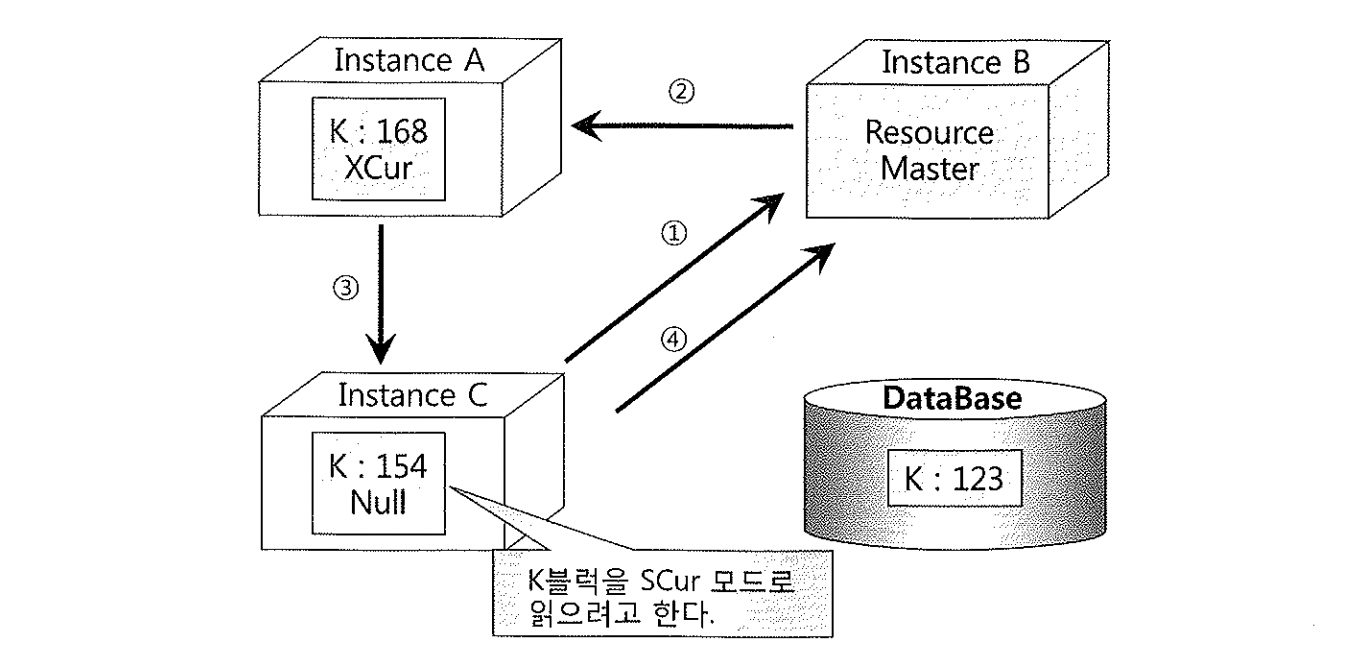 Instance A
K : 168
XCur
②
Instance B
Resource
Master
①
③
④
Instance C
K : 154
Null
DataBase
K : 123
K블럭을 SCur 모드로
읽으려고 한다.